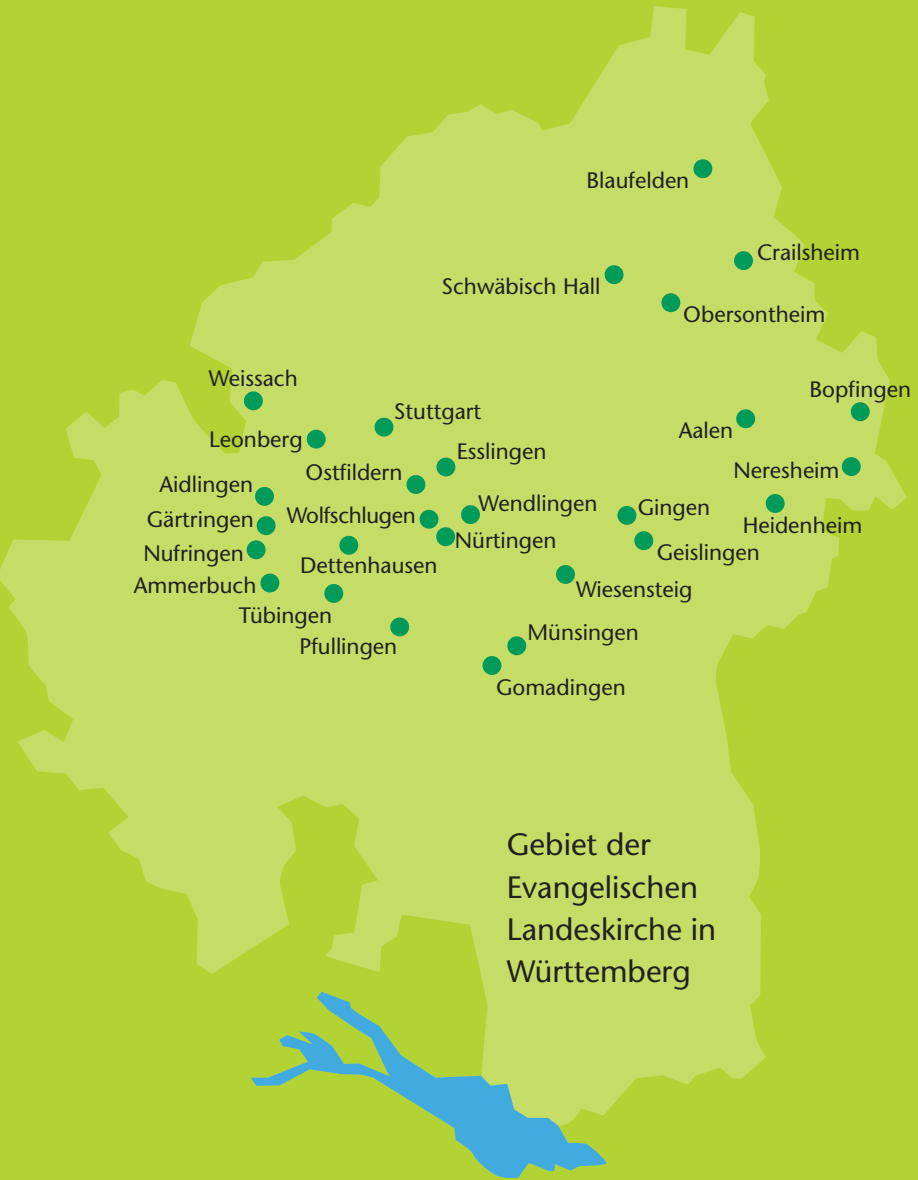 Blaufelden
Crailsheim
Schwäbisch Hall
Obersontheim
Weissach
Bopfingen
Stuttgart
Aalen
Leonberg
Esslingen
Ostfildern
Neresheim
Aidlingen
Wendlingen
Gingen
Gärtringen
Wolfschlugen
Heidenheim
Nürtingen
Geislingen
Nufringen
Dettenhausen
Ammerbuch
Wiesensteig
Tübingen
Münsingen
Pfullingen
Gomadingen
Gebiet der
Evangelischen
Landeskirche in
Württemberg